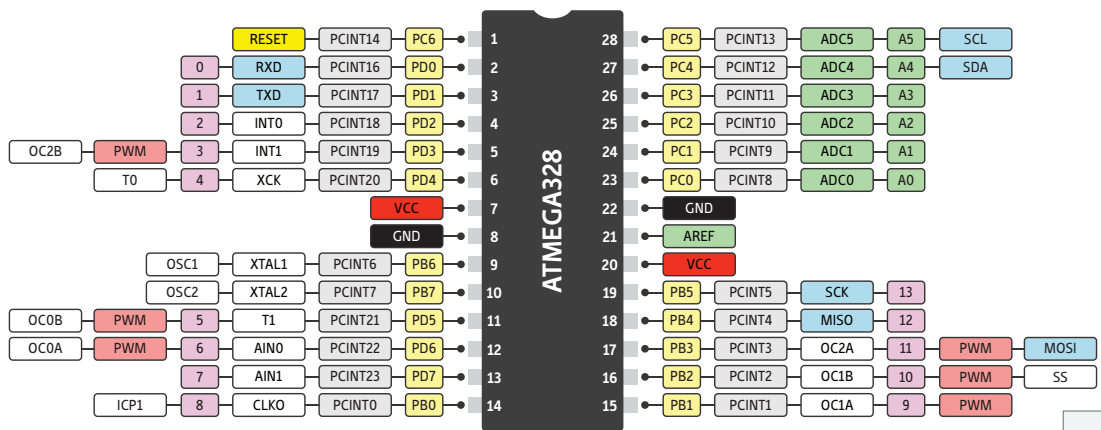 RESET PCINT14 PC6 1 28 PC5 PCINT13 ADC5 A5 SCL
0 RXD PCINT16 PD0 2 27 PC4 PCINT12 ADC4 A4 SDA
1 TXD PCINT17 PD1 3 26 PC3 PCINT11 ADC3 A3
2 INT0 PCINT18 PD2 4 25 PC2 PCINT10 ADC2 A2
OC2B PWM 3 INT1 PCINT19 PD3 5 24 PC1 PCINT9 ADC1 A1
T0 4 XCK PCINT20 PD4 6 23 PC0 PCINT8 ADC0 A0
VCC 7 22 GND
GND 8 21 AREF
OSC1 XTAL1 PCINT6 PB6 9 20 VCC
OSC2 XTAL2 PCINT7 PB7 10 19 PB5 PCINT5 SCK 13
OC0B PWM 5 T1 PCINT21 PD5 11 18 PB4 PCINT4 MISO 12
OC0A PWM 6 AIN0 PCINT22 PD6 12 17 PB3 PCINT3 OC2A 11 PWM MOSI
7 AIN1 PCINT23 PD7 13 16 PB2 PCINT2 OC1B 10 PWM SS
ICP1 8 CLKO PCINT0 PB0 14 15 PB1 PCINT1 OC1A 9 PWM
ATMEGA328